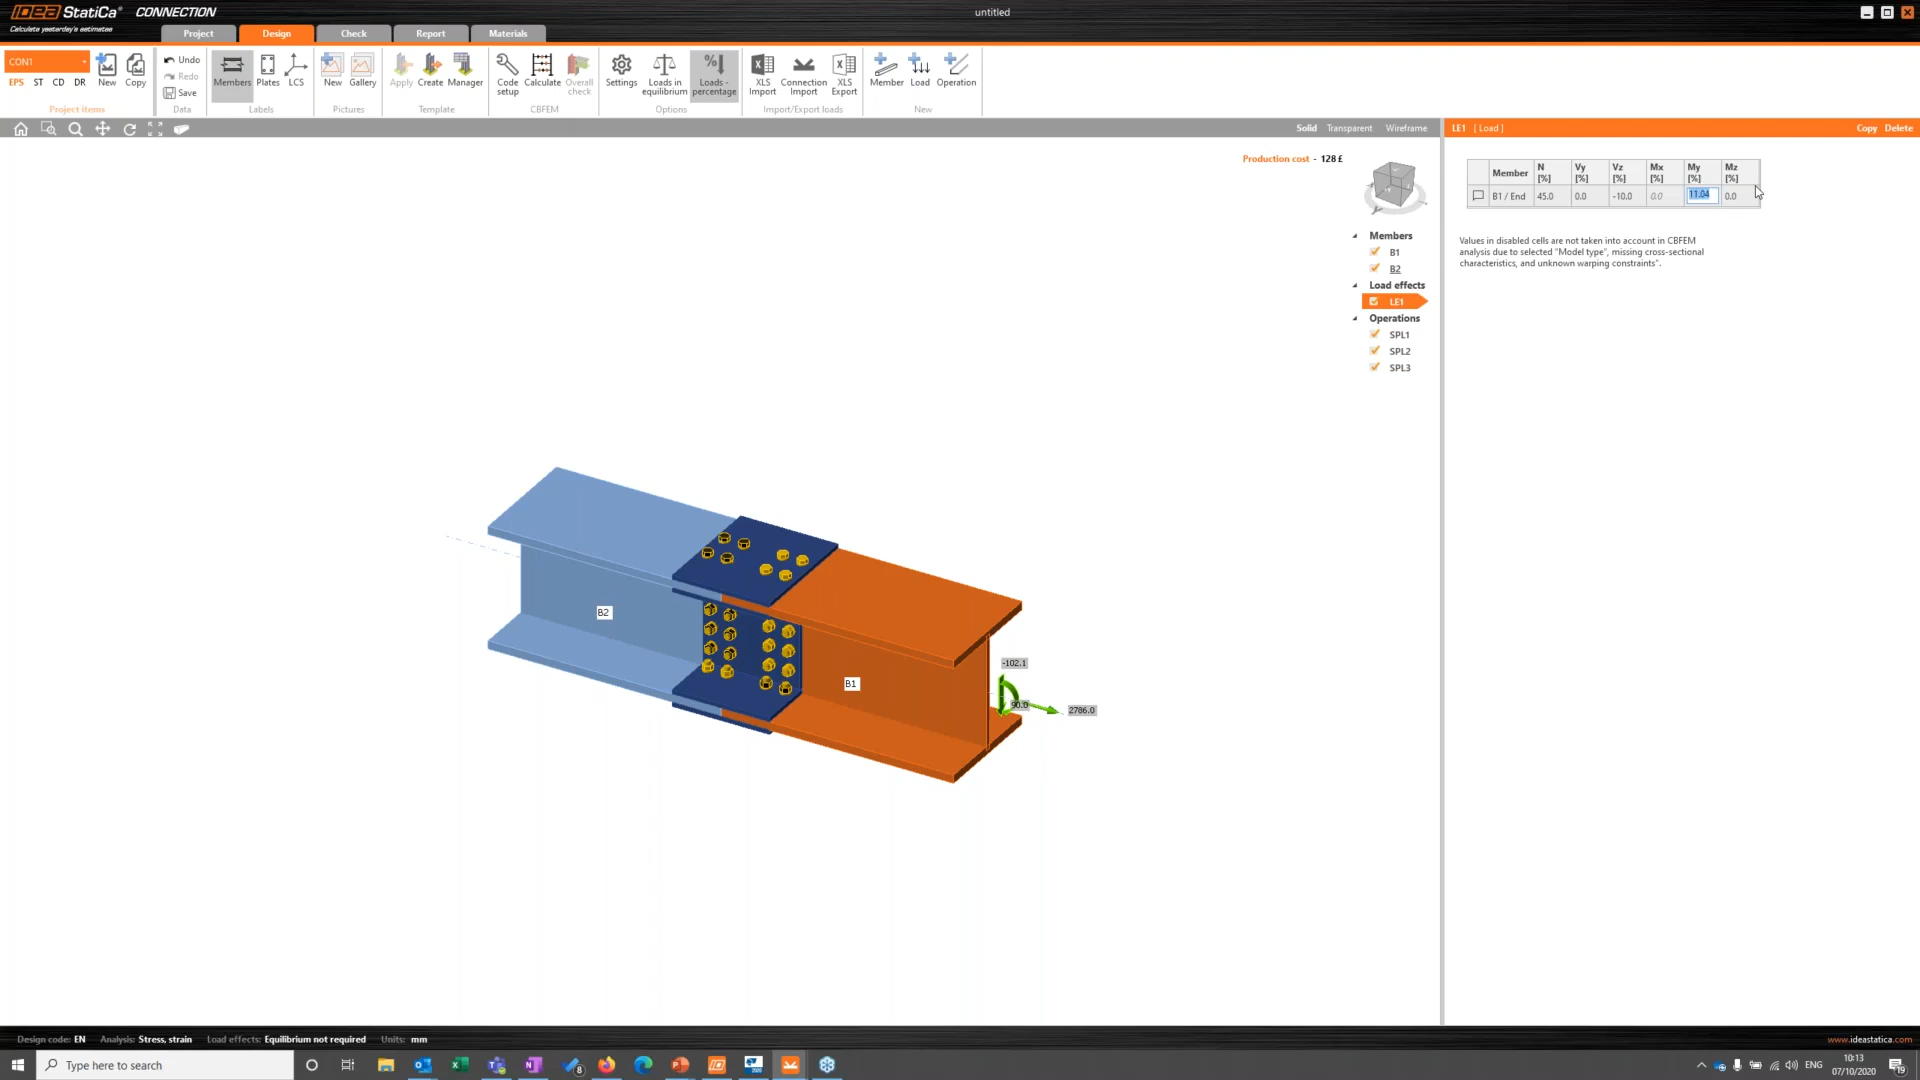 IDEA StatiCa® CONNECTION
Calculate yesterday's estimates
untitled
Project Design Check Report Materials
CON1
EPS ST CD DR
New Copy
Undo
Redo
Save
Members Plates LCS
New Gallery
Apply Create Manager
Code setup Calculate Overall check
Settings Loads in equilibrium Loads - percentage
XLS Import Connection Import XLS Export
Member Load Operation
Project items Data Labels Pictures Template CBFEM Options Import/Export loads New
Solid Transparent Wireframe
LE1 [ Load ] Copy Delete
Production cost - 128 £
Member N [%] Vy [%] Vz [%] Mx [%] My [%] Mz [%]
B1 / End 45.0 0.0 -10.0 0.0 11.04 0.0
Values in disabled cells are not taken into account in CBFEM
analysis due to selected "Model type", missing cross-sectional
characteristics, and unknown warping constraints".
Members
B1
B2
Load effects
LE1
Operations
SPL1
SPL2
SPL3
B2
B1
-102.1
90.0
2786.0
Design code: EN Analysis: Stress, strain Load effects: Equilibrium not required Units: mm
www.ideastatica.com
Type here to search
8
ENG
10:13
07/10/2020
19